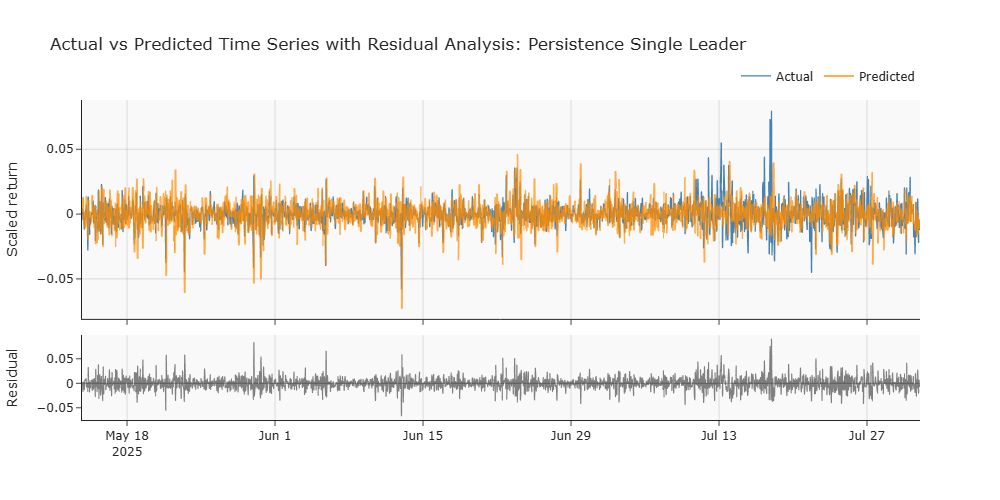 Actual vs Predicted Time Series with Residual Analysis: Persistence Single Leader
Actual
Predicted
Scaled return
0.05
0
−0.05
Residual
0.05
0
−0.05
May 18
2025
Jun 1
Jun 15
Jun 29
Jul 13
Jul 27